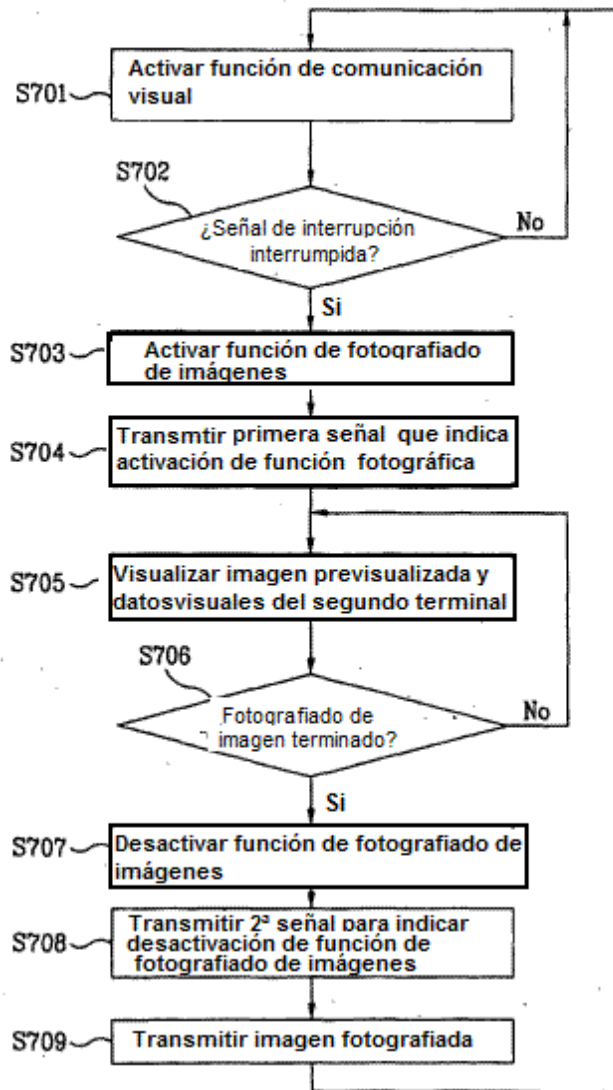 S701
Activar función de comunicación
visual
S702
¿Señal de interrupción
interrumpida?
No
Si
S703
Activar función de fotografiado
de imágenes
S704
Transmtir primera señal que indica
activación de función fotográfica
S705
Visualizar imagen previsualizada y
datosvisuales del segundo terminal
S706
Fotografiado de
imagen terminado?
No
Si
S707
Desactivar función de fotografiado de
imágenes
S708
Transmitir 2ª señal para indicar
desactivación de función de
fotografiado de imágenes
S709
Transmitir imagen fotografiada